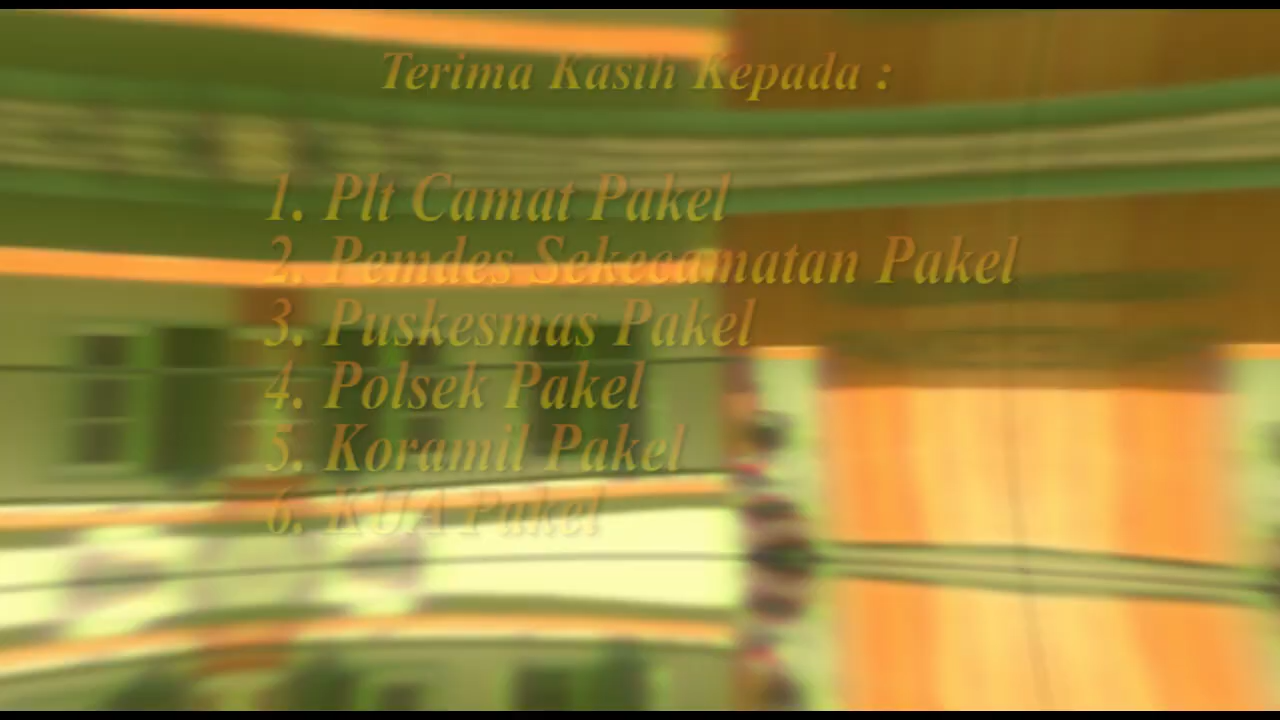 Terima Kasih Kepada :
1. Plt Camat Pakel
2. Pemdes Sekecamatan Pakel
3. Puskesmas Pakel
4. Polsek Pakel
5. Koramil Pakel
6. KUA Pakel